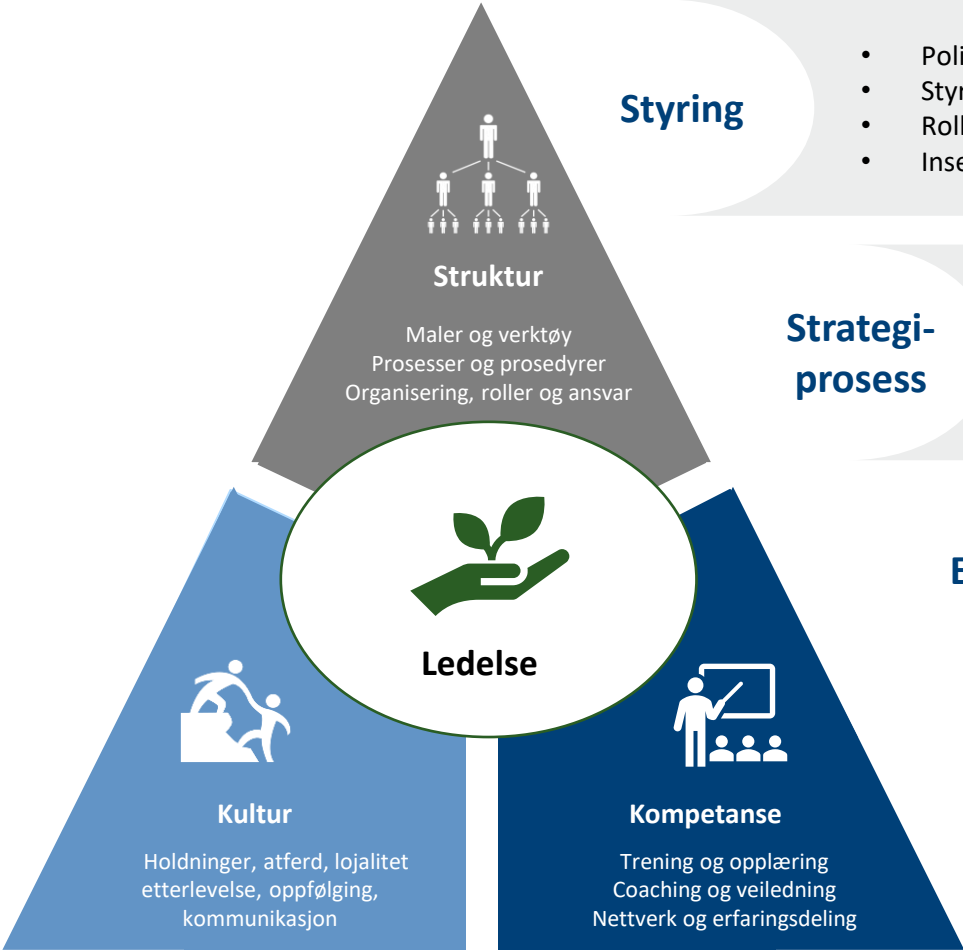 Styring
•
•
•
•
Struktur
Maler og verktøy
Prosesser og prosedyrer
Organisering, roller og ansvar
Strategi-
prosess
Ledelse
Kultur
Holdninger, atferd, lojalitet
etterlevelse, oppfølging,
kommunikasjon
Kompetanse
Trening og opplæring
Coaching og veiledning
Nettverk og erfaringsdeling